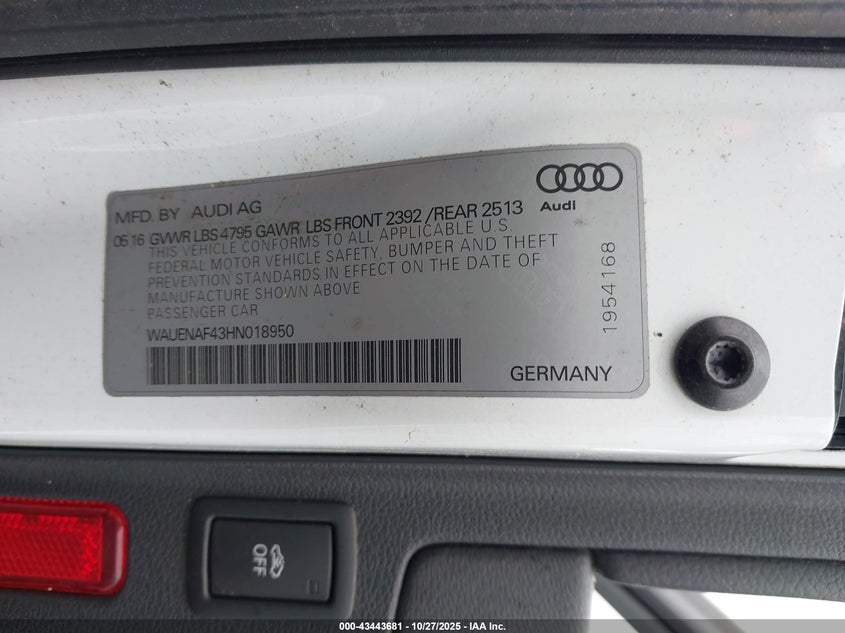 MFD. BY AUDI AG
05 16 GVWR LBS 4795 GAWR LBS FRONT 2392 /REAR 2513
THIS VEHICLE CONFORMS TO ALL APPLICABLE U.S.
FEDERAL MOTOR VEHICLE SAFETY, BUMPER AND THEFT
PREVENTION STANDARDS IN EFFECT ON THE DATE OF
MANUFACTURE SHOWN ABOVE
PASSENGER CAR
WAUENAF43HN018950
Audi
1954168
GERMANY
OFF
000-43443681 - 10/27/2025 - IAA Inc.